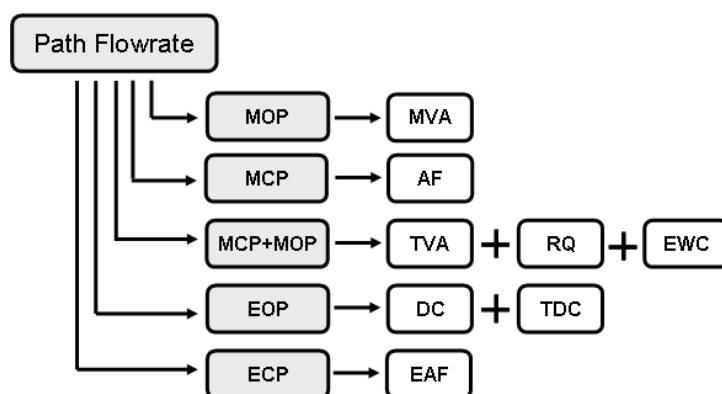 Path Flowrate
MOP MVA
MCP AF
MCP+MOP TVA + RQ + EWC
EOP DC + TDC
ECP EAF